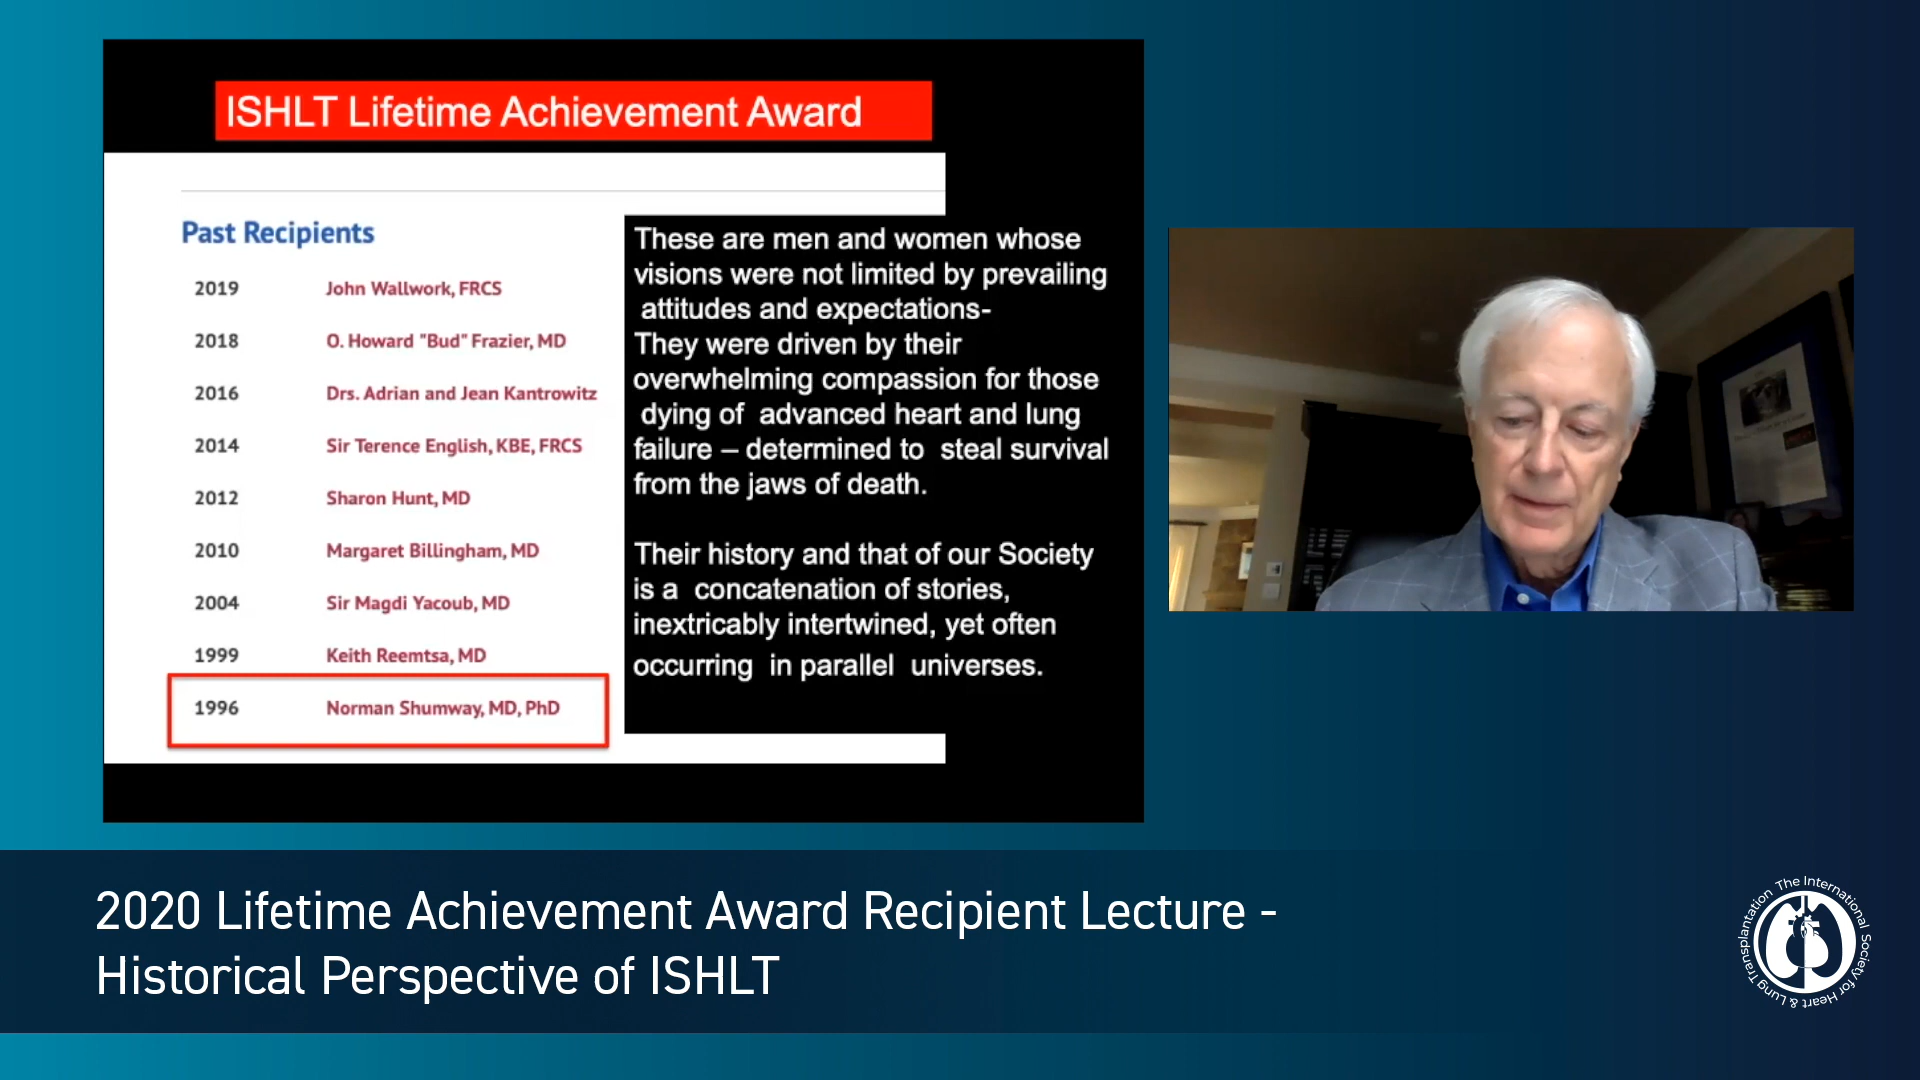 ISHLT Lifetime Achievement Award
Past Recipients
2019 John Wallwork, FRCS
2018 O. Howard "Bud" Frazier, MD
2016 Drs. Adrian and Jean Kantrowitz
2014 Sir Terence English, KBE, FRCS
2012 Sharon Hunt, MD
2010 Margaret Billingham, MD
2004 Sir Magdi Yacoub, MD
1999 Keith Reemtsa, MD
1996 Norman Shumway, MD, PhD
These are men and women whose
visions were not limited by prevailing
attitudes and expectations-
They were driven by their
overwhelming compassion for those
dying of advanced heart and lung
failure – determined to steal survival
from the jaws of death.
Their history and that of our Society
is a concatenation of stories,
inextricably intertwined, yet often
occurring in parallel universes.
2020 Lifetime Achievement Award Recipient Lecture -
Historical Perspective of ISHLT
The International Society for Heart & Lung Transplantation